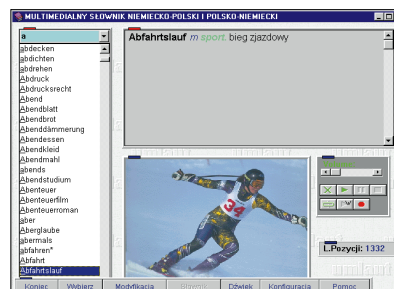 MULTIMEDIALNY SŁOWNIK NIEMIECKO-POLSKI I POLSKO-NIEMIECKI
a
abdecken
abdichten
abdrehen
Abdruck
Abdrucksrecht
Abend
Abendblatt
Abendbrot
Abenddämmerung
Abendessen
Abendkleid
Abendmahl
abends
Abendstudium
Abenteuer
Abenteuerfilm
Abenteuerroman
aber
Aberglaube
abermals
abfahren*
Abfahrt
Abfahrtslauf
Abfahrtslauf m sport. bieg zjazdowy
34
L.Pozycji: 1332
umlaut
Koniec Wybierz Modyfikacja Słownik Dźwięk Konfiguracja Pomoc